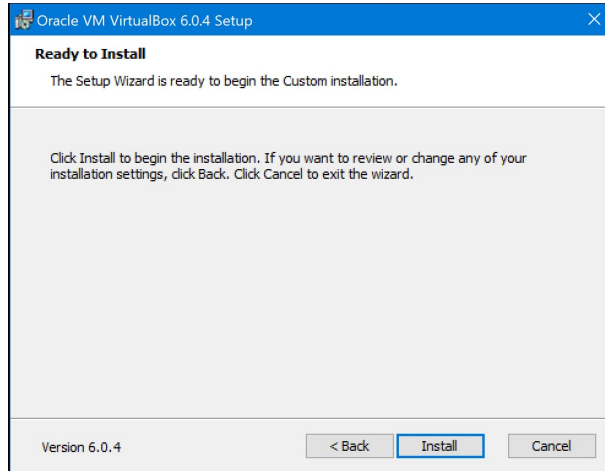 Oracle VM VirtualBox 6.0.4 Setup
Ready to Install
The Setup Wizard is ready to begin the Custom installation.
Click Install to begin the installation. If you want to review or change any of your
installation settings, click Back. Click Cancel to exit the wizard.
Version 6.0.4
< Back
Install
Cancel